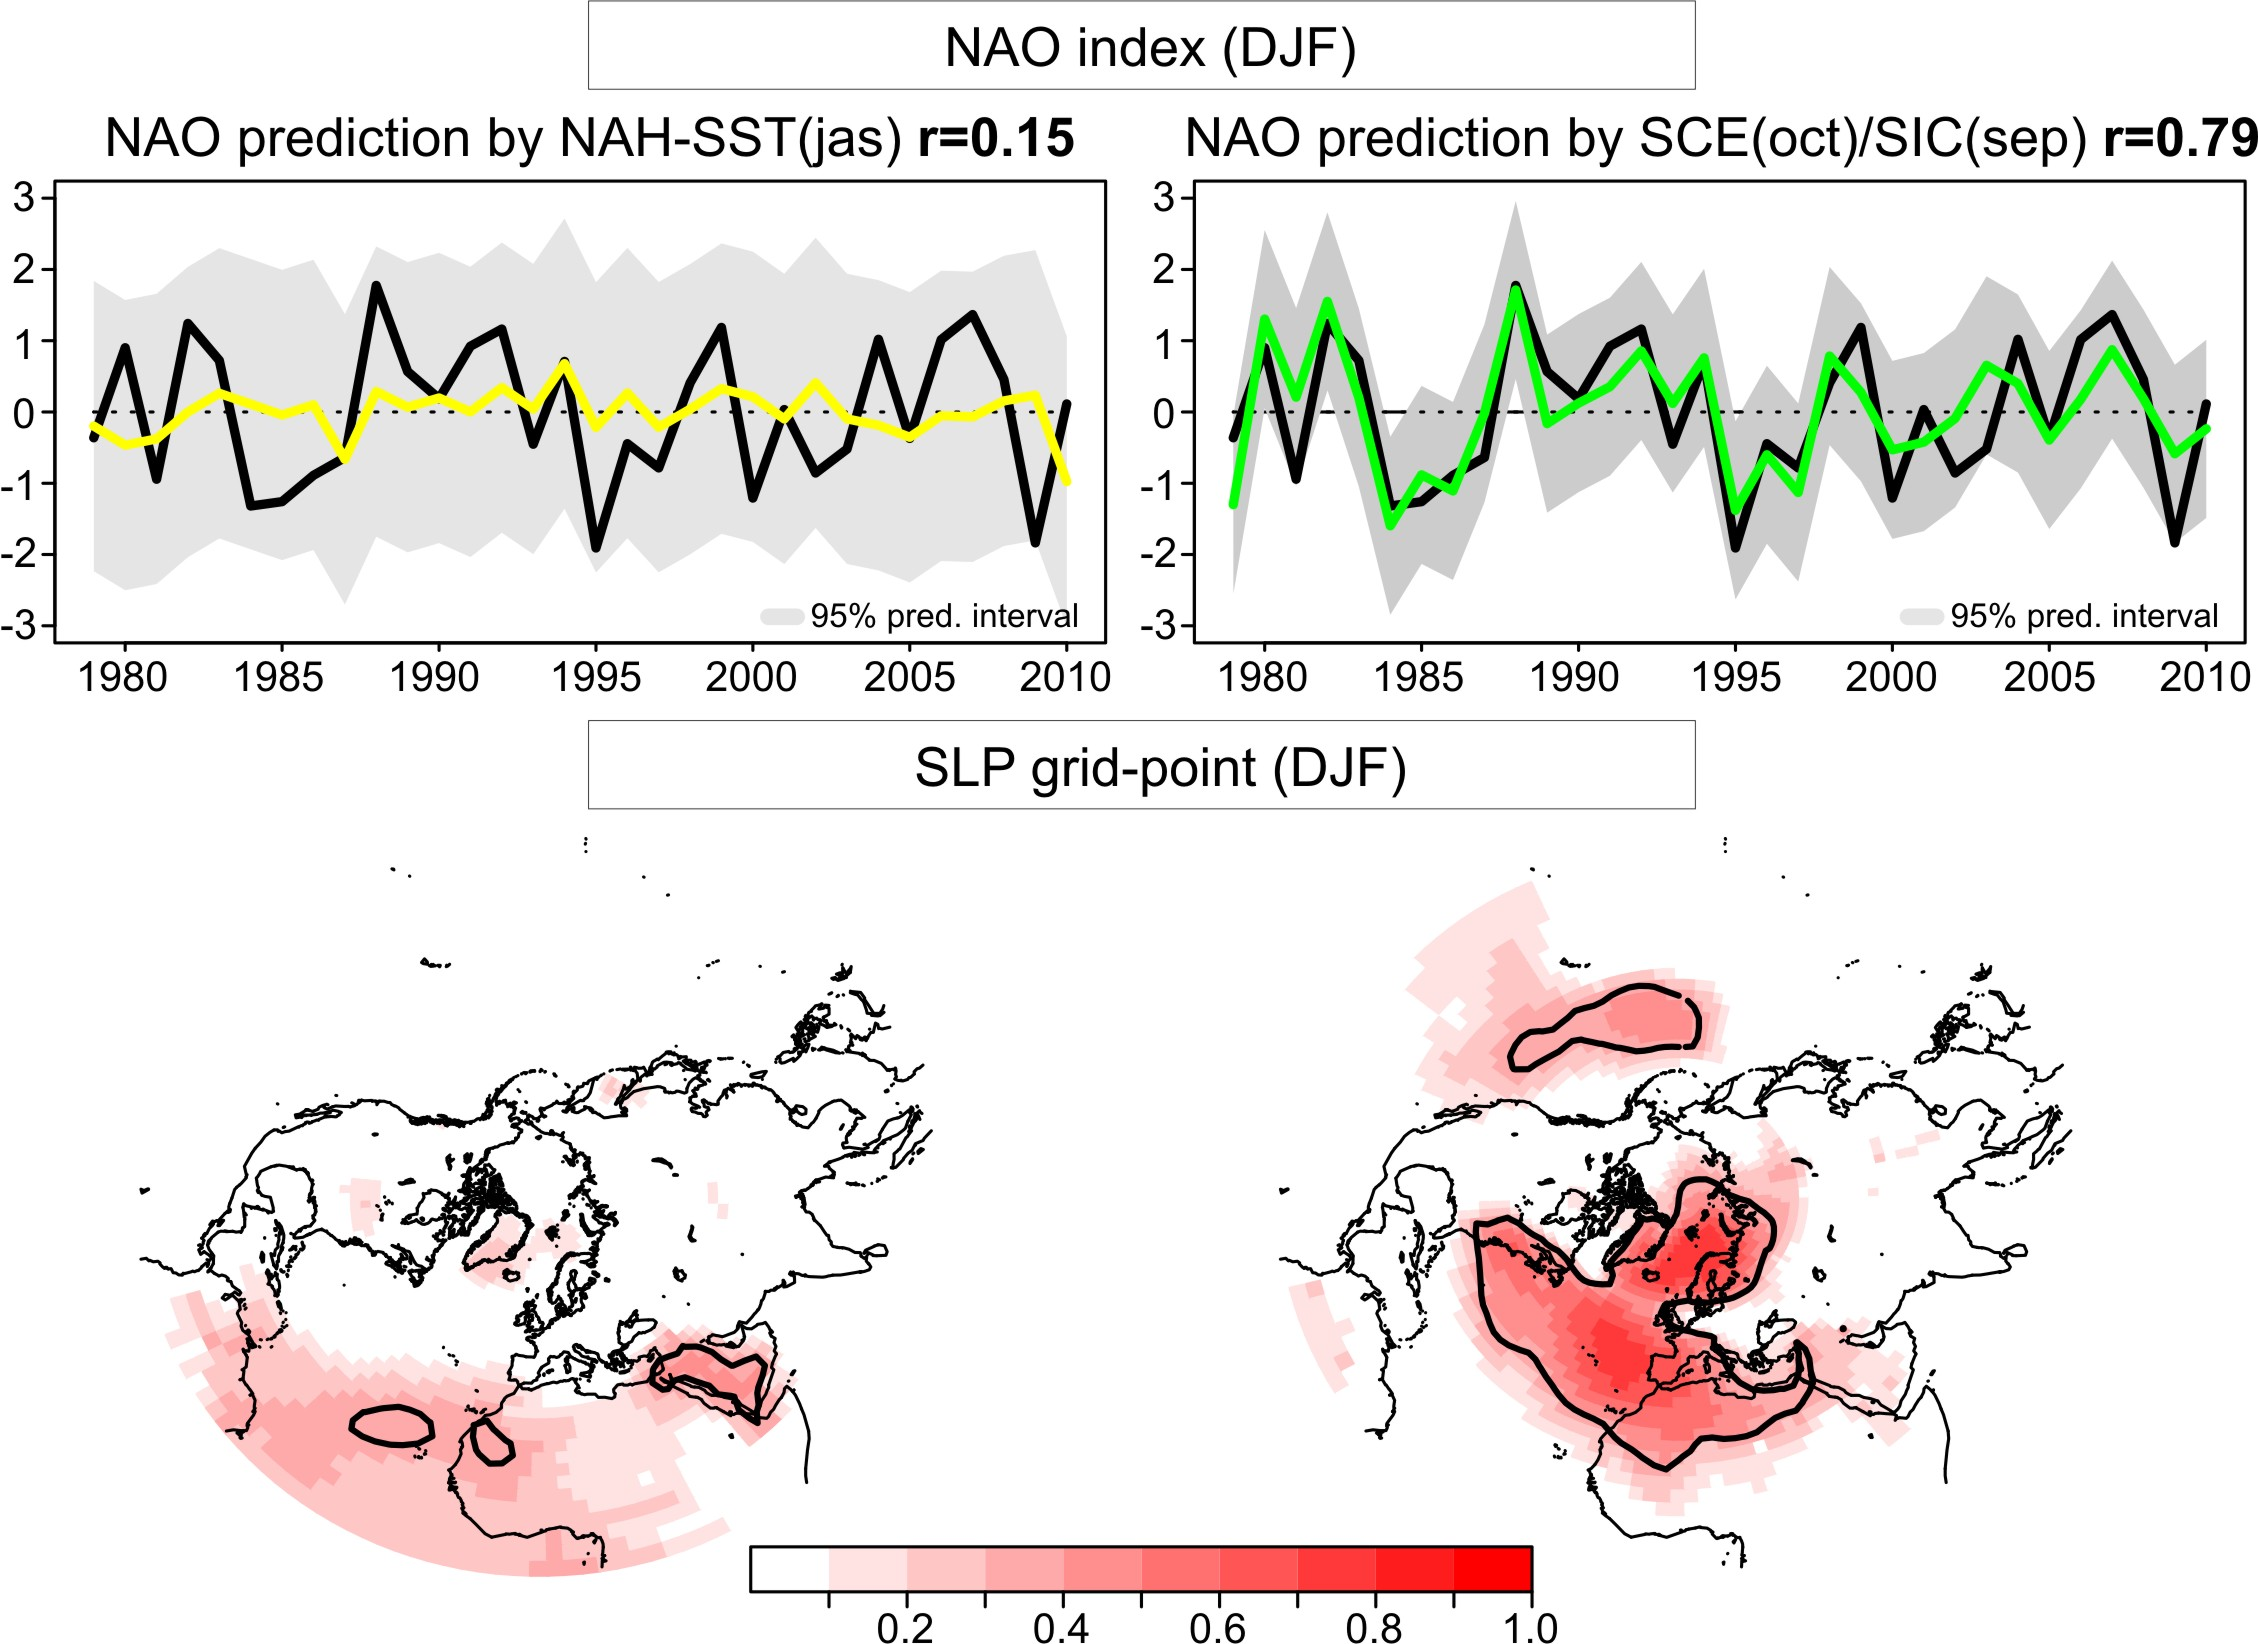 NAO index (DJF)
NAO prediction by NAH-SST(jas) r=0.15
3
2
1
0
-1
-2
-3
95% pred. interval
1980 1985 1990 1995 2000 2005 2010
NAO prediction by SCE(oct)/SIC(sep) r=0.79
3
2
1
0
-1
-2
-3
95% pred. interval
1980 1985 1990 1995 2000 2005 2010
SLP grid-point (DJF)
0.2 0.4 0.6 0.8 1.0